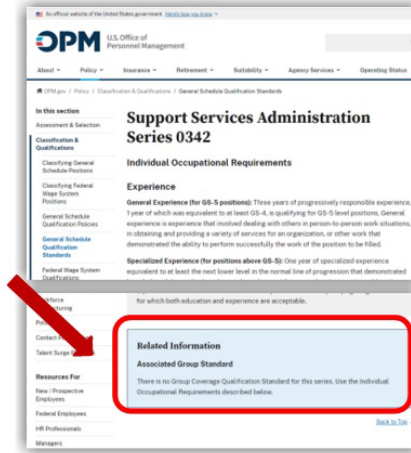 An official website of the United States government Here's how you know
OPM U.S. Office of
Personnel Management
About Policy Insurance Retirement Suitability Agency Services Operating Status
OPM.gov / Policy / Classification & Qualifications / General Schedule Qualification Standards
In this section
Assessment & Selection
Classification &
Qualifications
Classifying General
Schedule Positions
Classifying Federal
Wage System
Positions
General Schedule
Qualification Policies
General Schedule
Qualification
Standards
Federal Wage System
Qualifications
Support Services Administration
Series 0342
Individual Occupational Requirements
Experience
General Experience (for GS-5 positions): Three years of progressively responsible experience,
1 year of which was equivalent to at least GS-4, is qualifying for GS-5 level positions. General
experience is experience that involved dealing with others in person-to-person work situations,
in obtaining and providing a variety of services for an organization, or other work that
demonstrated the ability to perform successfully the work of the position to be filled.
Specialized Experience (for positions above GS-5): One year of specialized experience
equivalent to at least the next lower level in the normal line of progression that demonstrated
for which both education and experience are acceptable.
Contact
Talent Surge
Resources For
New / Prospective
Employees
Federal Employees
HR Professionals
Managers
Related Information
Associated Group Standard
There is no Group Coverage Qualification Standard for this series. Use the Individual
Occupational Requirements described below.
Back to Top